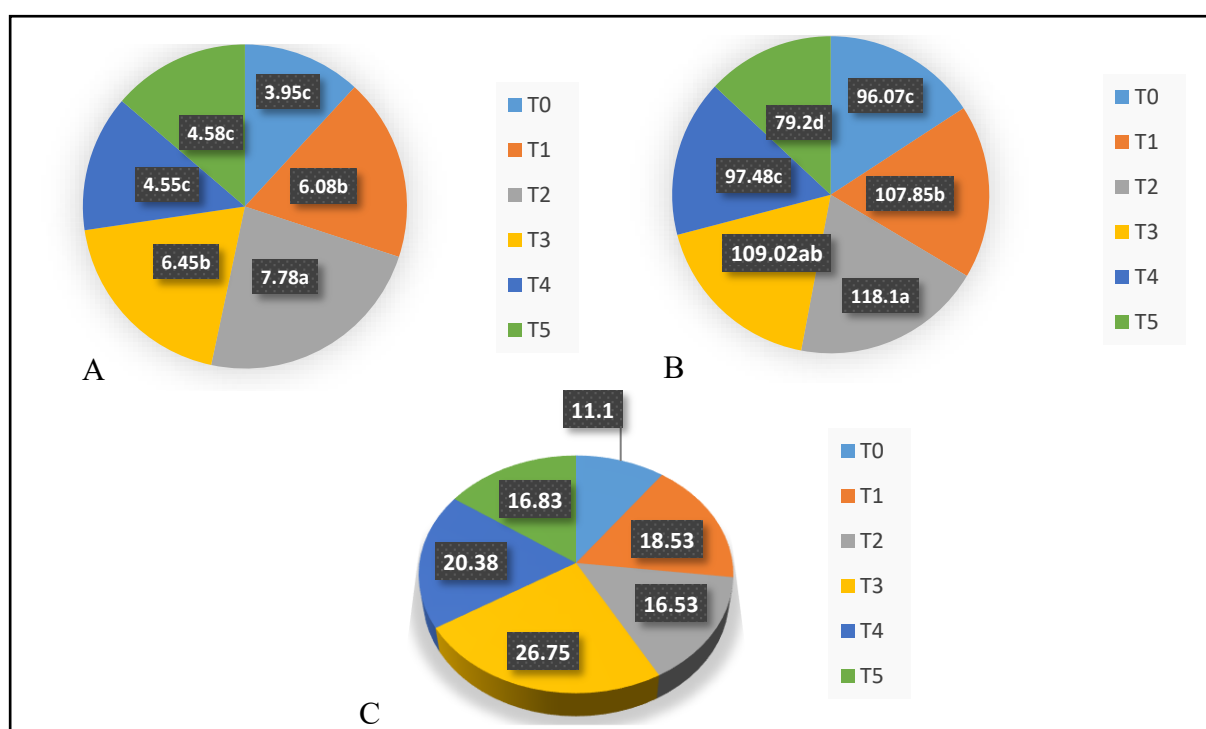 3.95c
6.08b
7.78a
6.45b
4.55c
4.58c
T0
T1
T2
T3
T4
T5
A
96.07c
107.85b
118.1a
109.02ab
97.48c
79.2d
T0
T1
T2
T3
T4
T5
B
11.1
18.53
16.53
26.75
20.38
16.83
T0
T1
T2
T3
T4
T5
C